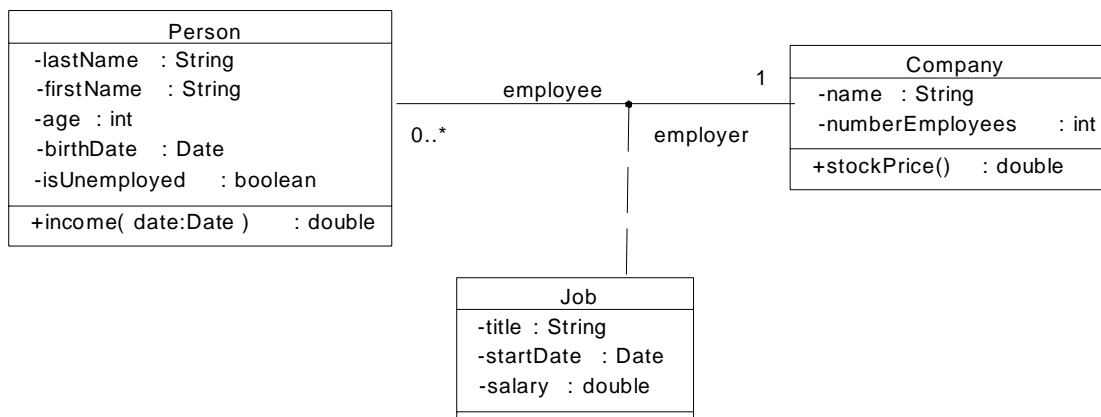 Person
-lastName : String
-firstName : String
-age : int
-birthDate : Date
-isUnemployed : boolean
+income( date:Date ) : double
employee
0..*
1
employer
Company
-name : String
-numberEmployees : int
+stockPrice() : double
Job
-title : String
-startDate : Date
-salary : double